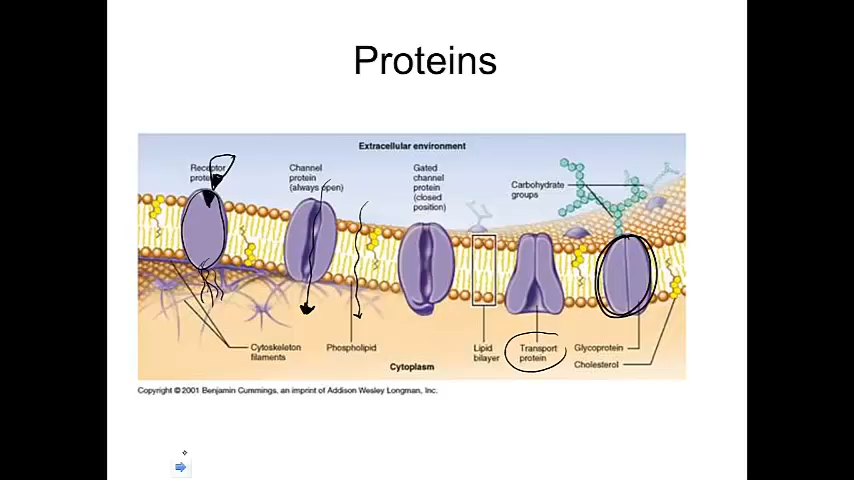 Proteins
Extracellular environment
Receptor
protein
Channel
protein
(always open)
Gated
channel
protein
(closed
position)
Carbohydrate
groups
Cytoskeleton
filaments
Phospholipid
Lipid
bilayer
Transport
protein
Glycoprotein
Cholesterol
Cytoplasm
Copyright © 2001 Benjamin Cummings, an imprint of Addison Wesley Longman, Inc.